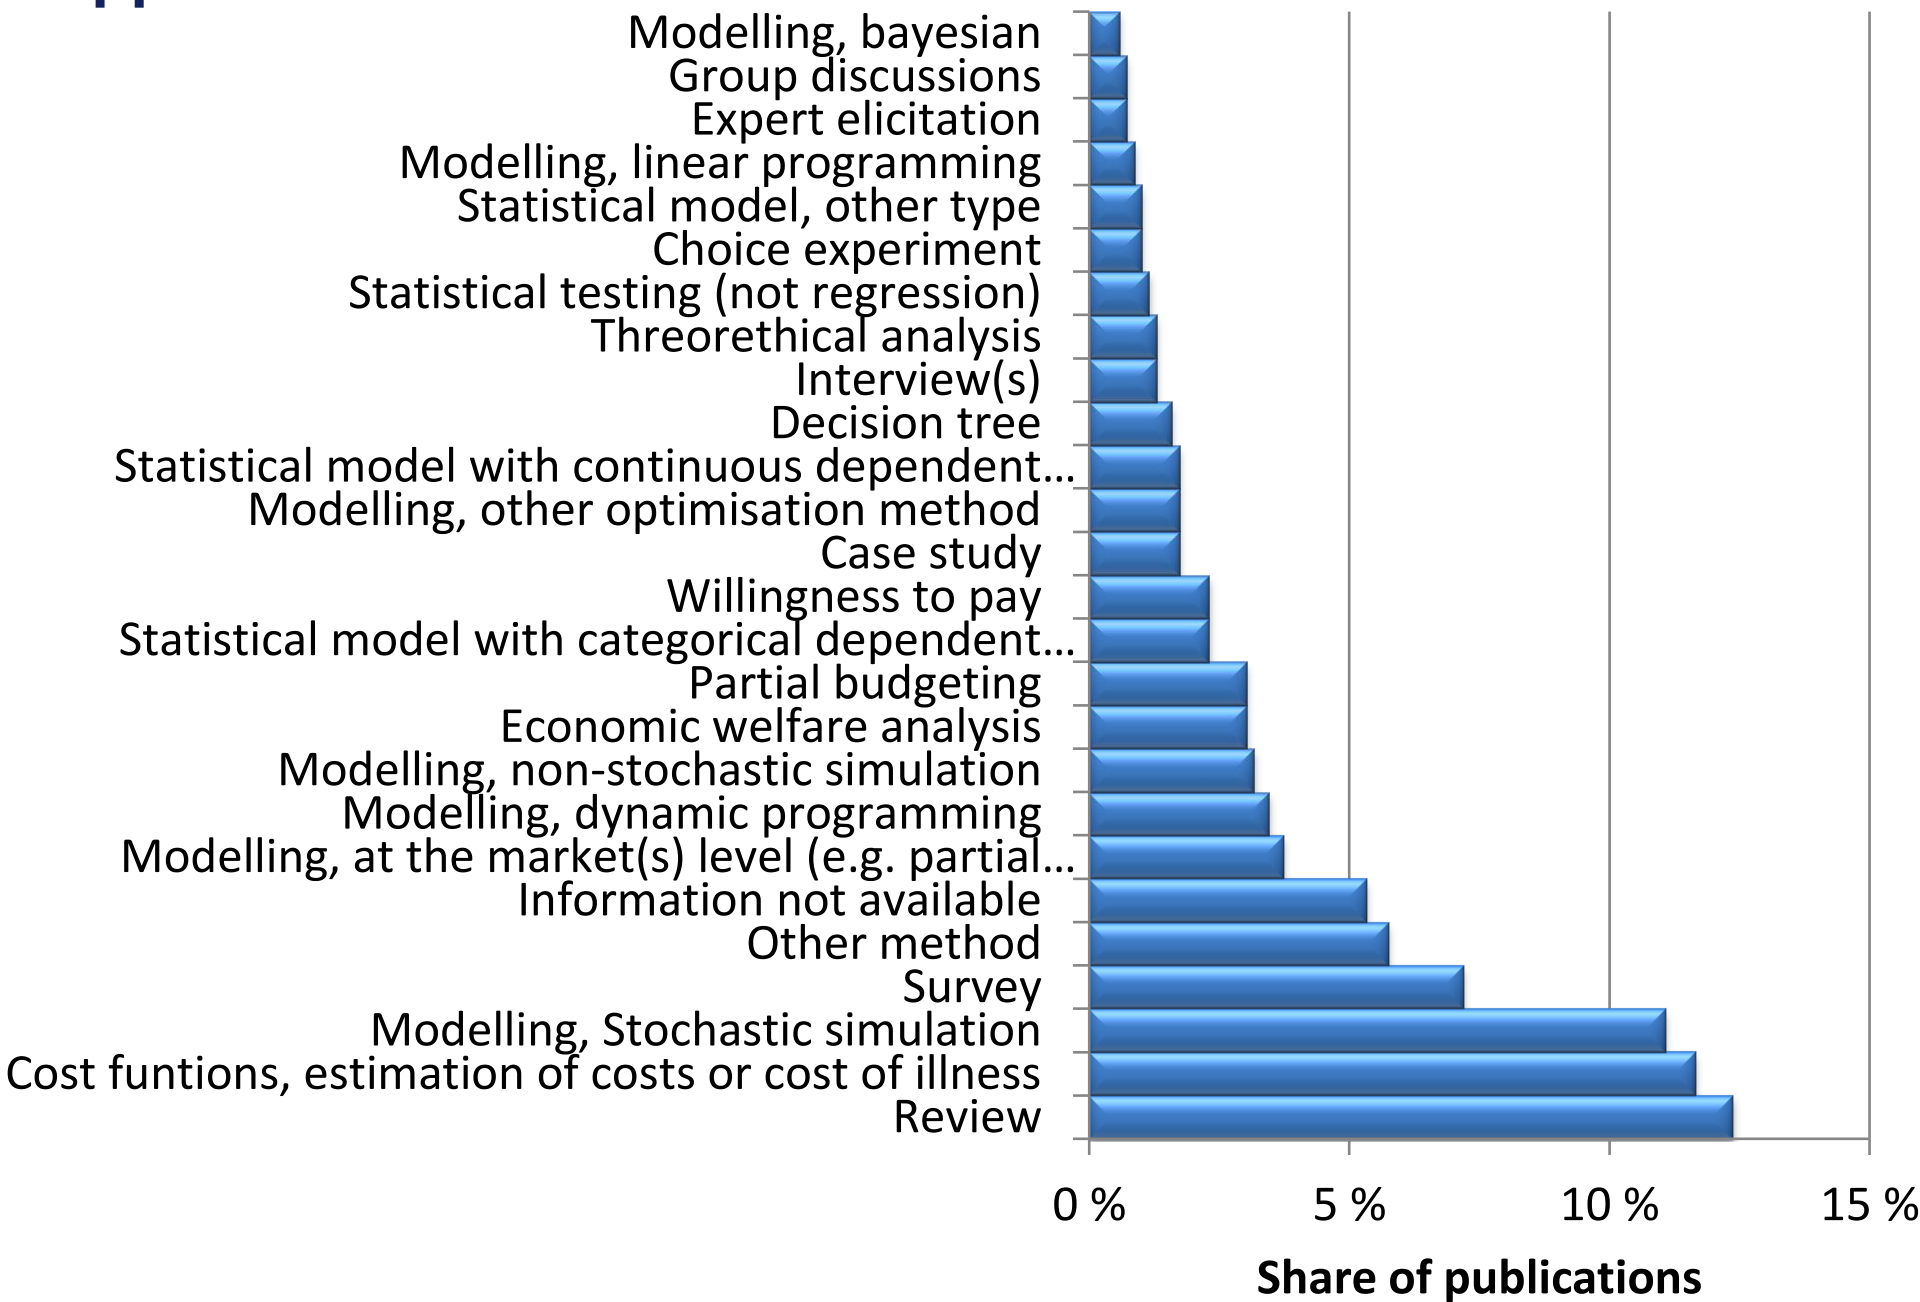 Modelling, bayesian
Group discussions
Expert elicitation
Modelling, linear programming
Statistical model, other type
Choice experiment
Statistical testing (not regression)
Threorethical analysis
Interview(s)
Decision tree
Statistical model with continuous dependent…
Modelling, other optimisation method
Case study
Willingness to pay
Statistical model with categorical dependent…
Partial budgeting
Economic welfare analysis
Modelling, non-stochastic simulation
Modelling, dynamic programming
Modelling, at the market(s) level (e.g. partial…
Information not available
Other method
Survey
Modelling, Stochastic simulation
Cost funtions, estimation of costs or cost of illness
Review
0 % 5 % 10 % 15 %
Share of publications